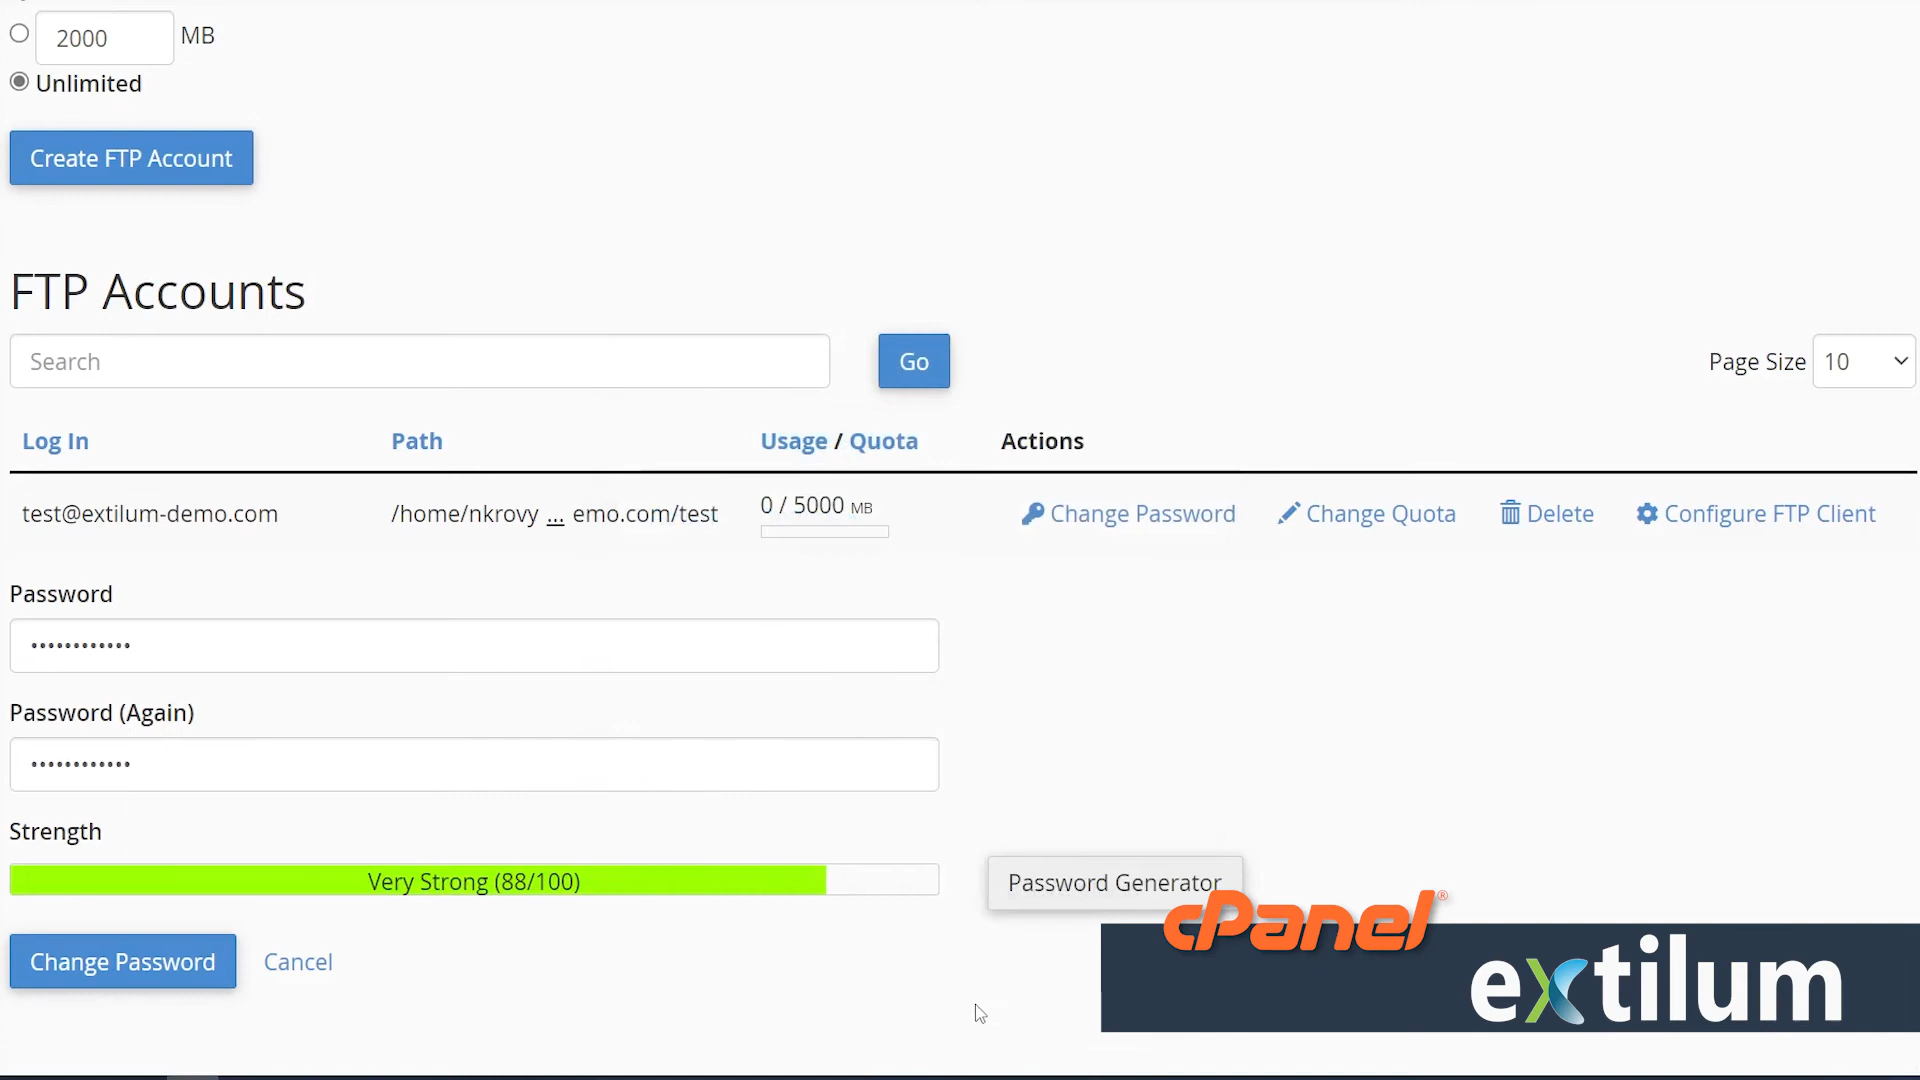 2000 MB
Unlimited
Create FTP Account
FTP Accounts
Search Go Page Size 10
Log In Path Usage / Quota Actions
test@extilum-demo.com /home/nkrovy ... emo.com/test 0 / 5000 MB Change Password Change Quota Delete Configure FTP Client
Password
••••••••••••
Password (Again)
••••••••••••
Strength
Very Strong (88/100) Password Generator
cPanel®
Change Password Cancel
extilum